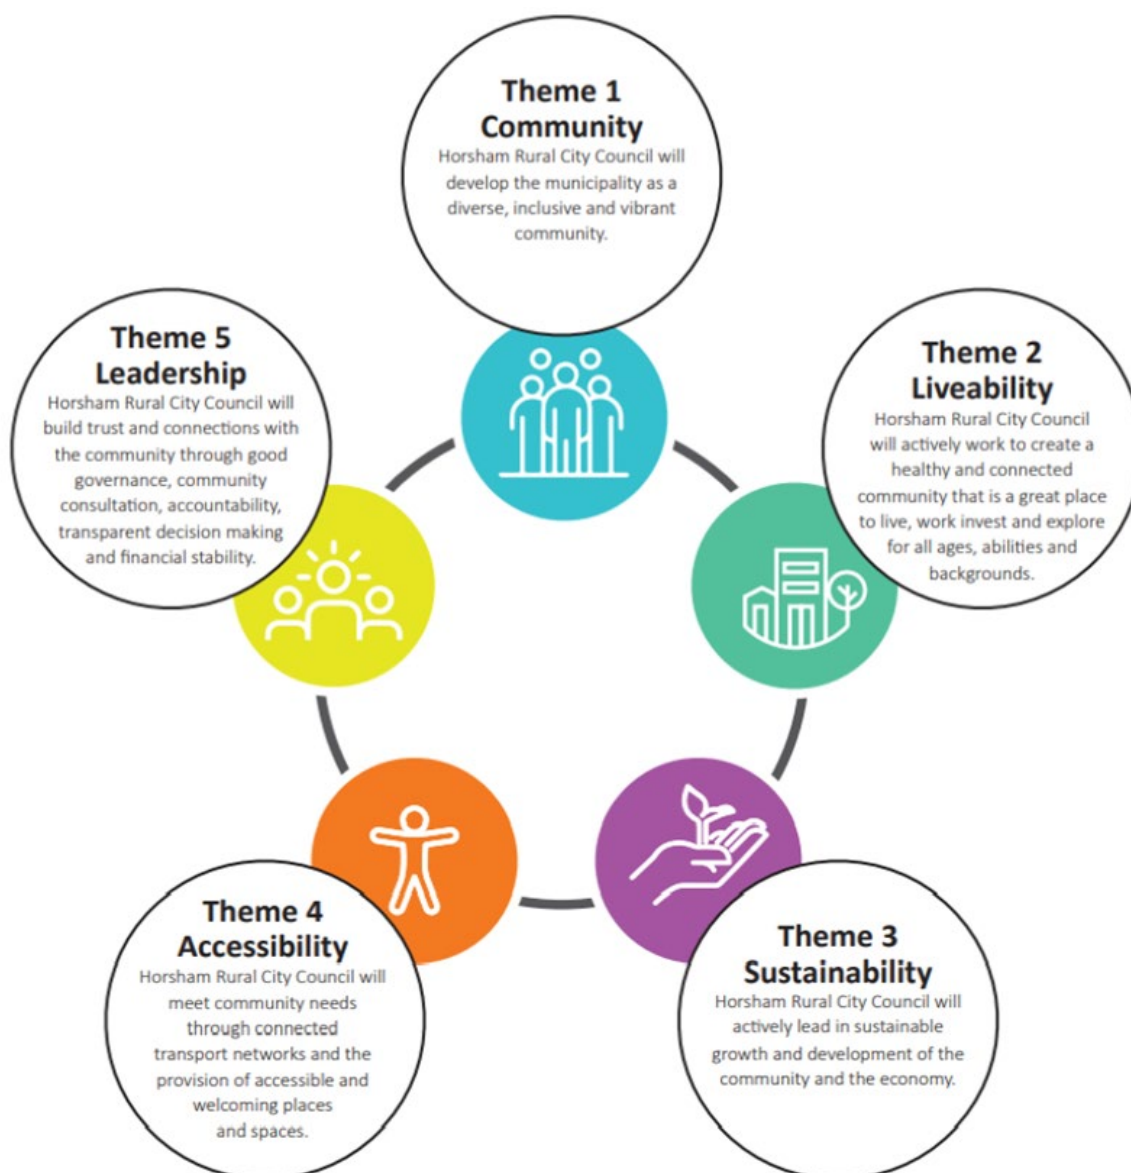 Theme 1
Community
Horsham Rural City Council will
develop the municipality as a
diverse, inclusive and vibrant
community.
Theme 2
Liveability
Horsham Rural City Council
will actively work to create a
healthy and connected
community that is a great place
to live, work invest and explore
for all ages, abilities and
backgrounds.
Theme 3
Sustainability
Horsham Rural City Council will
actively lead in sustainable
growth and development of the
community and the economy.
Theme 4
Accessibility
Horsham Rural City Council will
meet community needs
through connected
transport networks and the
provision of accessible and
welcoming places
and spaces.
Theme 5
Leadership
Horsham Rural City Council will
build trust and connections with
the community through good
governance, community
consultation, accountability,
transparent decision making
and financial stability.